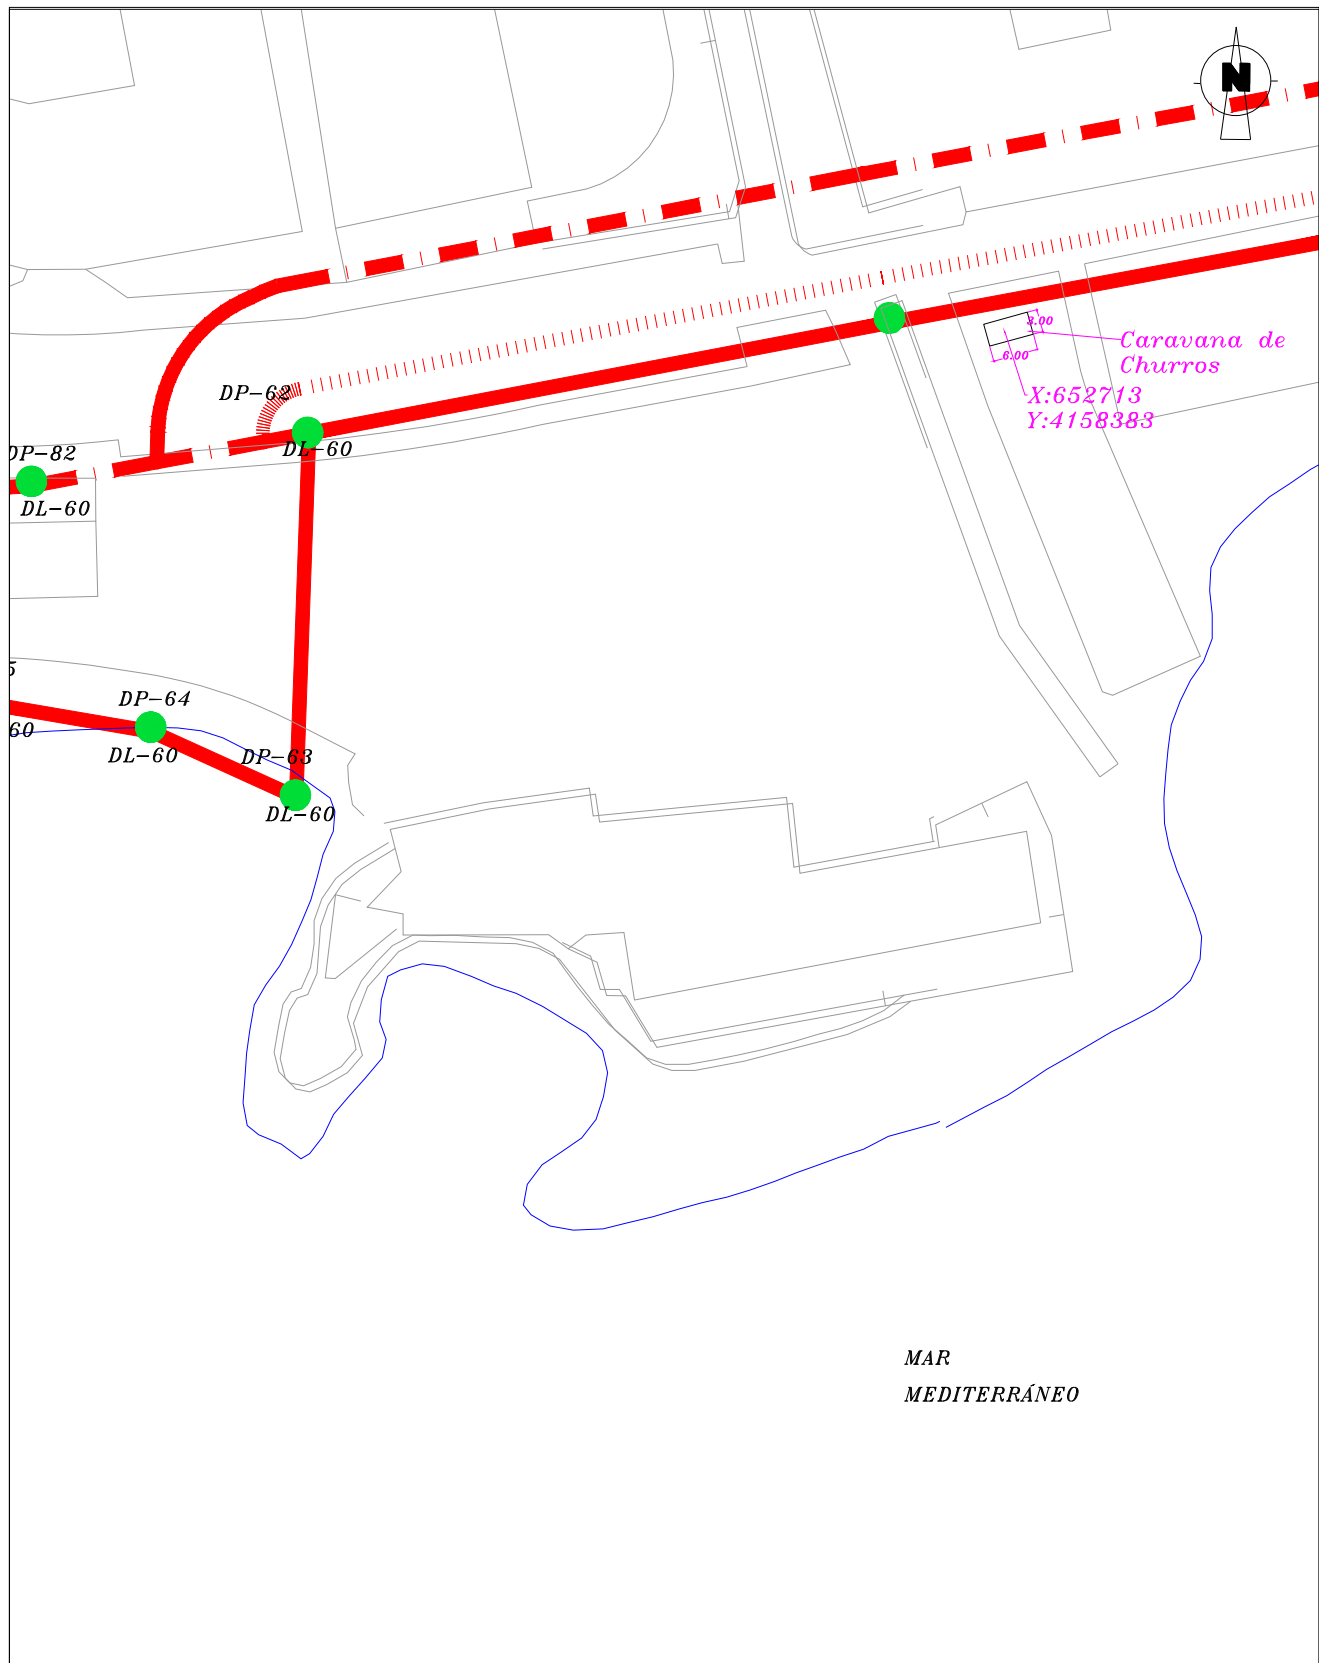 N
3.00
Caravana de
Churros
6.00
X:652713
Y:4158383
DP-62
DL-60
DP-82
DL-60
5
60
DP-64
DL-60
DP-63
DL-60
MAR
MEDITERRÁNEO